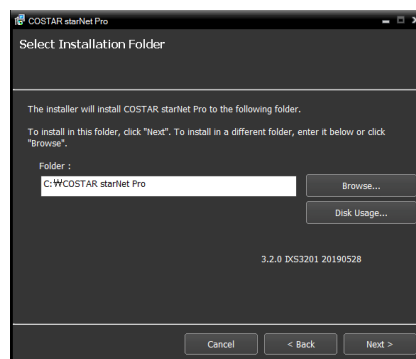 COSTAR starNet Pro
Select Installation Folder
The installer will install COSTAR starNet Pro to the following folder.
To install in this folder, click "Next". To install in a different folder, enter it below or click
"Browse".
Folder :
C:₩COSTAR starNet Pro
Browse...
Disk Usage...
3.2.0 IXS3201 20190528
Cancel
< Back
Next >